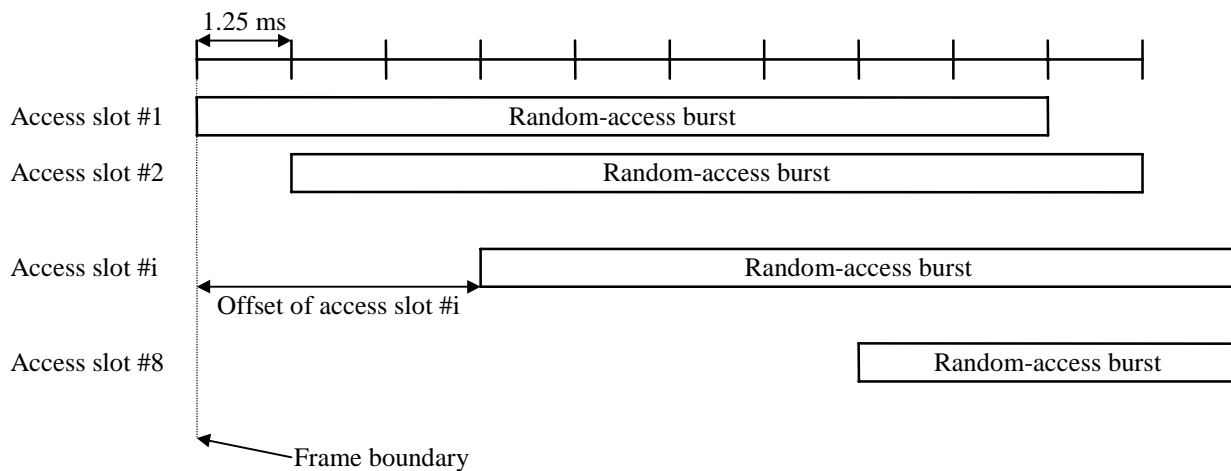 1.25 ms
Access slot #1
Random-access burst
Access slot #2
Random-access burst
Access slot #i
Random-access burst
Offset of access slot #i
Access slot #8
Random-access burst
Frame boundary